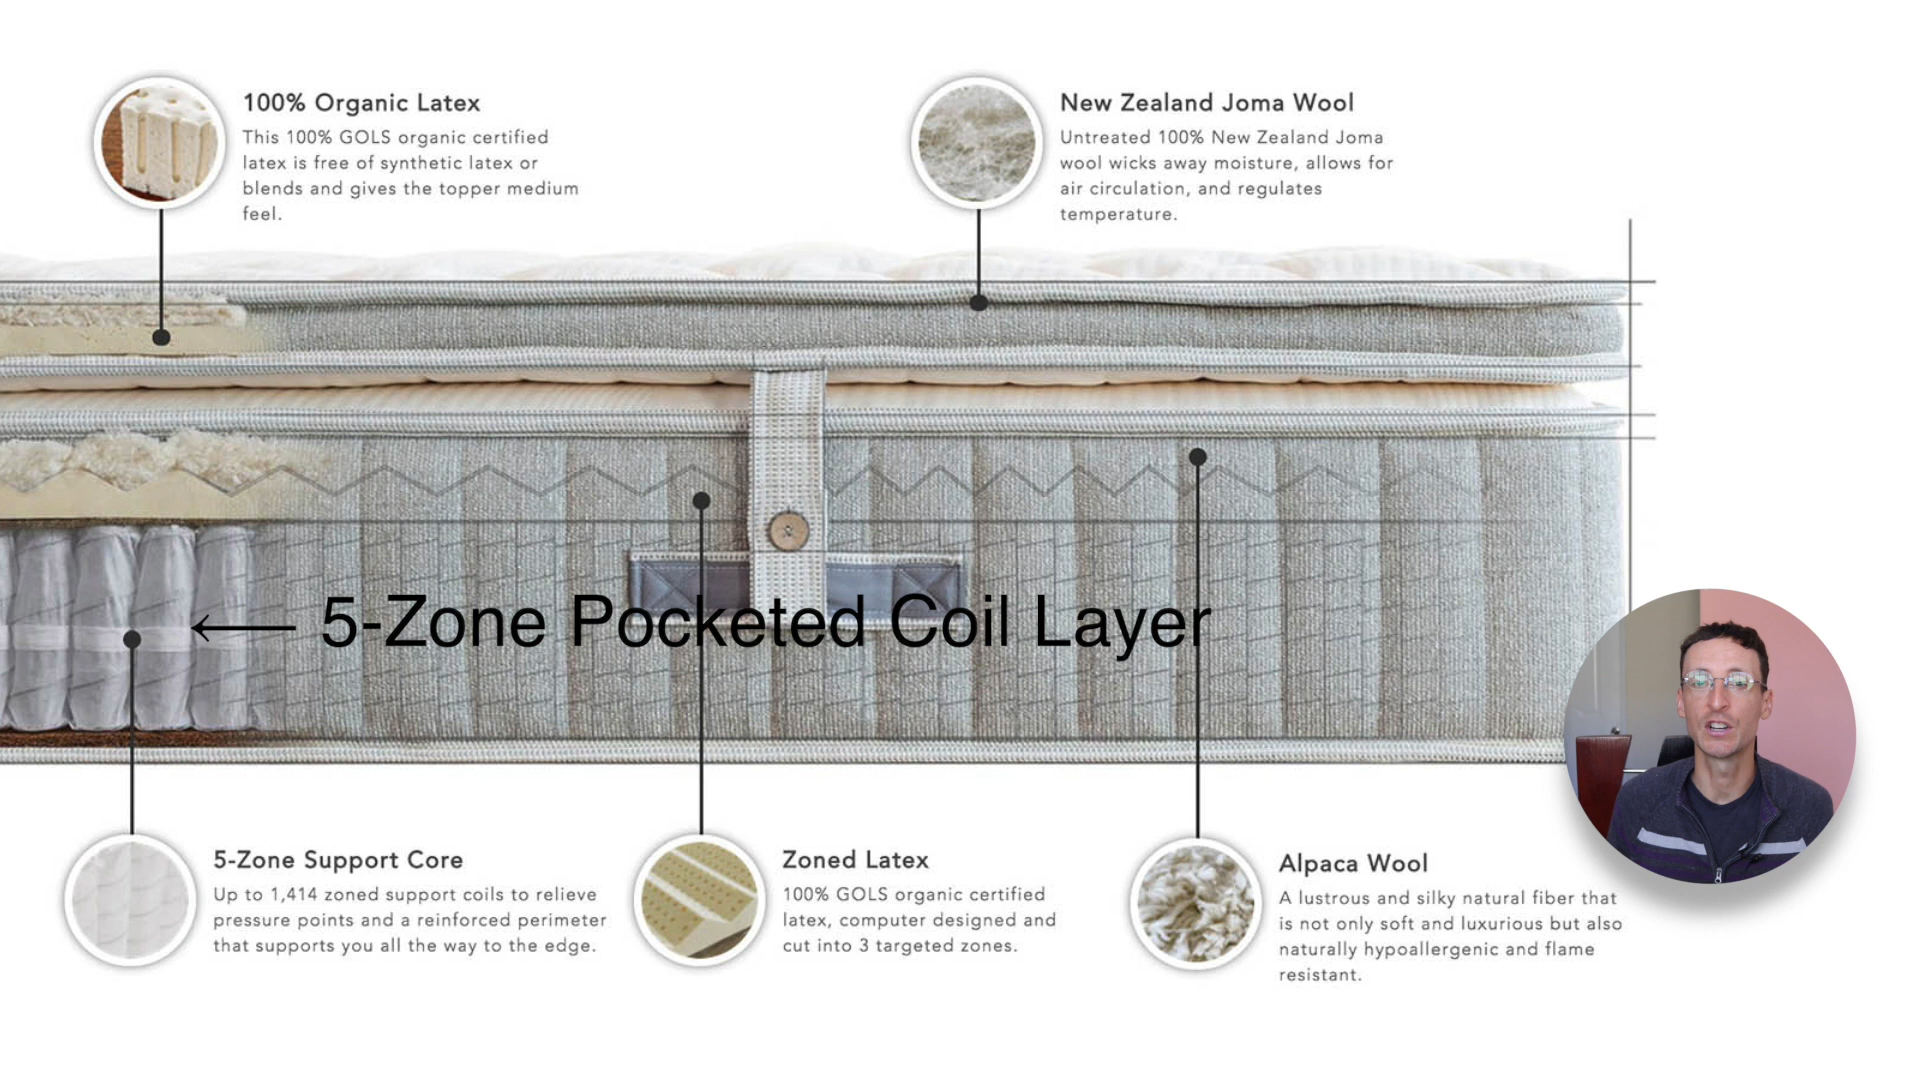 100% Organic Latex
This 100% GOLS organic certified
latex is free of synthetic latex or
blends and gives the topper medium
feel.
New Zealand Joma Wool
Untreated 100% New Zealand Joma
wool wicks away moisture, allows for
air circulation, and regulates
temperature.
5-Zone Pocketed Coil Layer
5-Zone Support Core
Up to 1,414 zoned support coils to relieve
pressure points and a reinforced perimeter
that supports you all the way to the edge.
Zoned Latex
100% GOLS organic certified
latex, computer designed and
cut into 3 targeted zones.
Alpaca Wool
A lustrous and silky natural fiber that
is not only soft and luxurious but also
naturally hypoallergenic and flame
resistant.